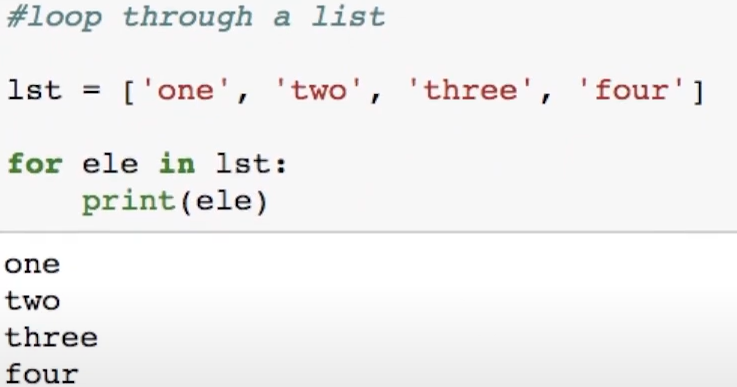 #loop through a list
lst = ['one', 'two', 'three', 'four']
for ele in lst:
    print(ele)
one
two
three
four